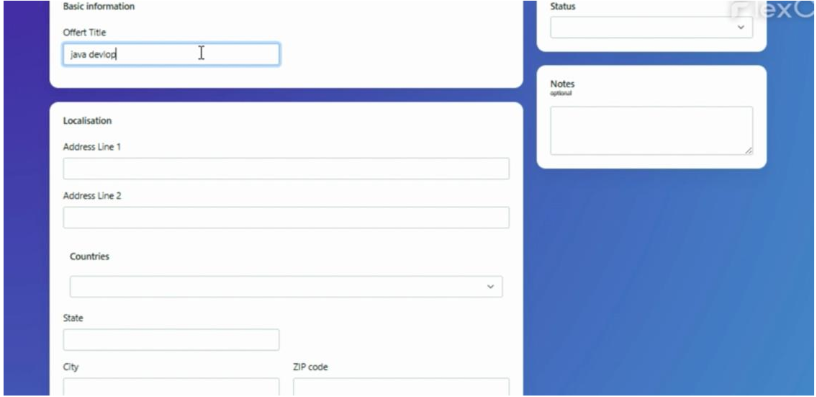 Basic information
Offert Title
java devlop
Localisation
Address Line 1
Address Line 2
Countries
State
City
ZIP code
Status
Notes
optional